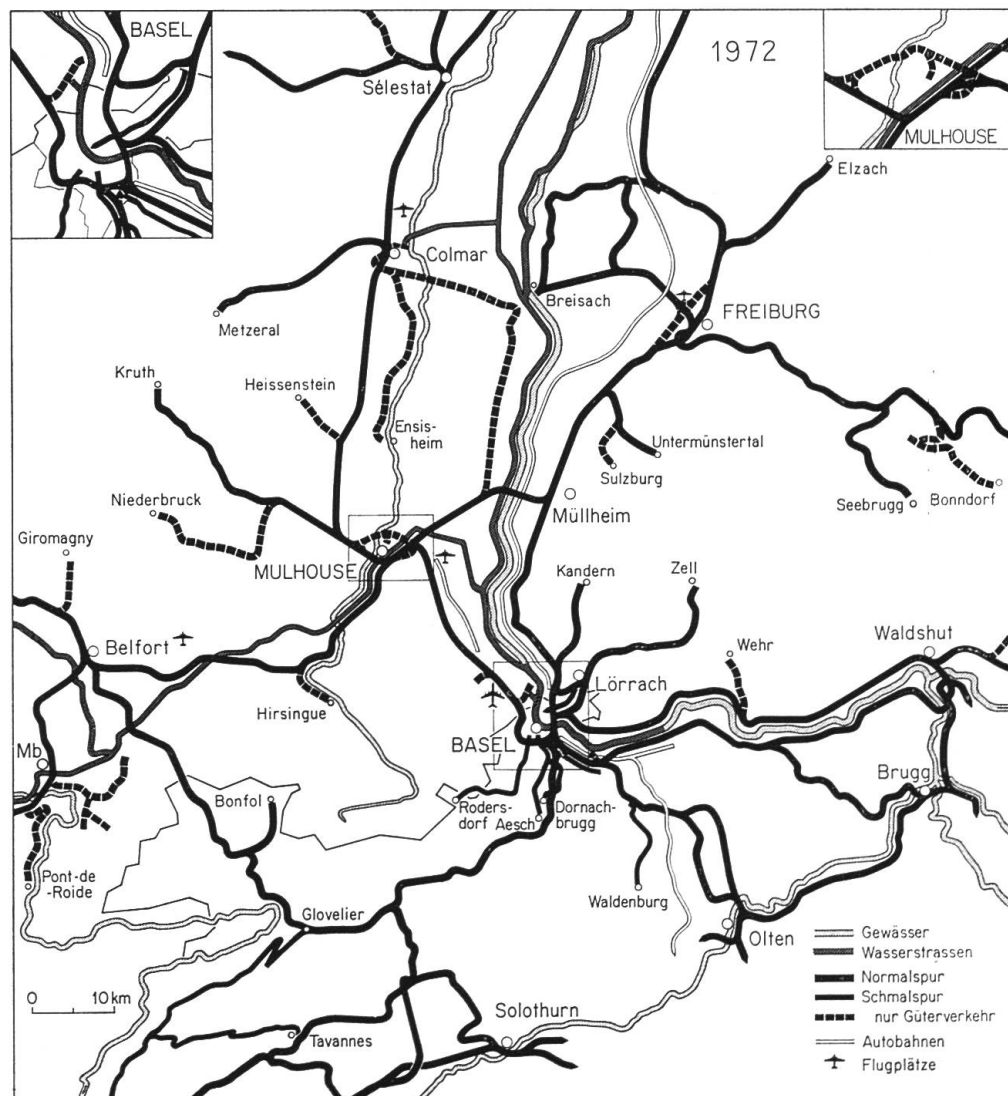 BASEL
1972
MULHOUSE
Sélestat
Elzach
Colmar
Breisach
FREIBURG
Metzeral
Kruth
Heissenstein
Ensis-
heim
Untermünstertal
Sulzburg
Niederbruck
Müllheim
Seebrugg
Bonndorf
Giromagny
MULHOUSE
Kandern
Zell
Belfort
Wehr
Waldshut
Lörrach
Hirsingue
BASEL
Mb
Brugg
Bonfol
Roders-
dorf
Aesch
Dornach-
brugg
Pont-de
-Roide
Waldenburg
Glovelier
Olten
Gewässer
Wasserstrassen
Normalspur
Schmalspur
nur Güterverkehr
Autobahnen
Flugplätze
0 10 km
Solothurn
Tavannes